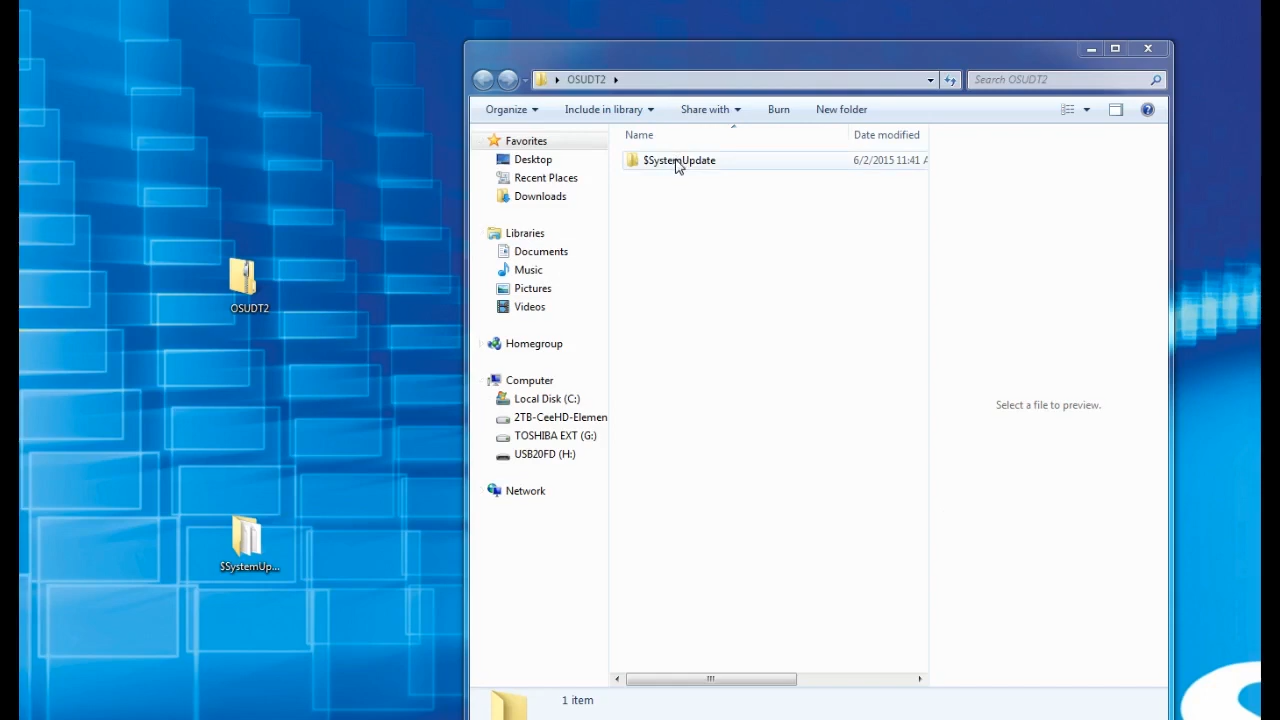 OSUDT2
$SystemUp...
OSUDT2
Search OSUDT2
Organize
Include in library
Share with
Burn
New folder
Favorites
Desktop
Recent Places
Downloads
Libraries
Documents
Music
Pictures
Videos
Homegroup
Computer
Local Disk (C:)
2TB-CeeHD-Elemen
TOSHIBA EXT (G:)
USB20FD (H:)
Network
Name
Date modified
$SystemUpdate
6/2/2015 11:41 A
Select a file to preview.
1 item